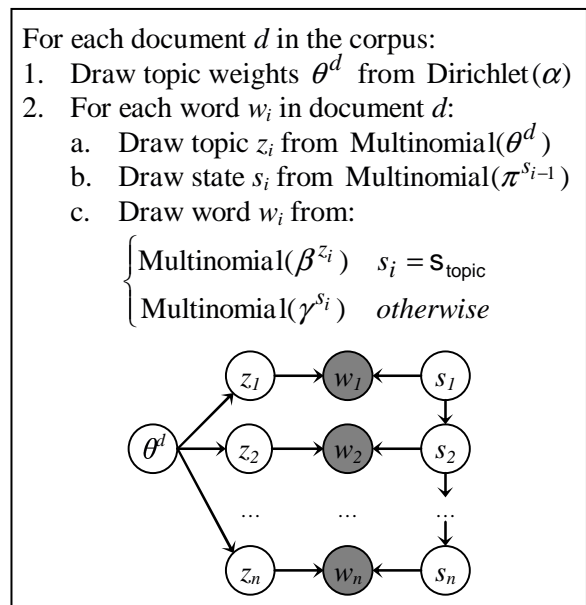 For each document d in the corpus:
1. Draw topic weights θ^d from Dirichlet(α)
2. For each word w_i in document d:
a. Draw topic z_i from Multinomial(θ^d)
b. Draw state s_i from Multinomial(π^{s_{i−1}})
c. Draw word w_i from:
Multinomial(β^{z_i}) s_i = s_topic
Multinomial(γ^{s_i}) otherwise
z_1 w_1 s_1
θ^d z_2 w_2 s_2
... ... ...
z_n w_n s_n